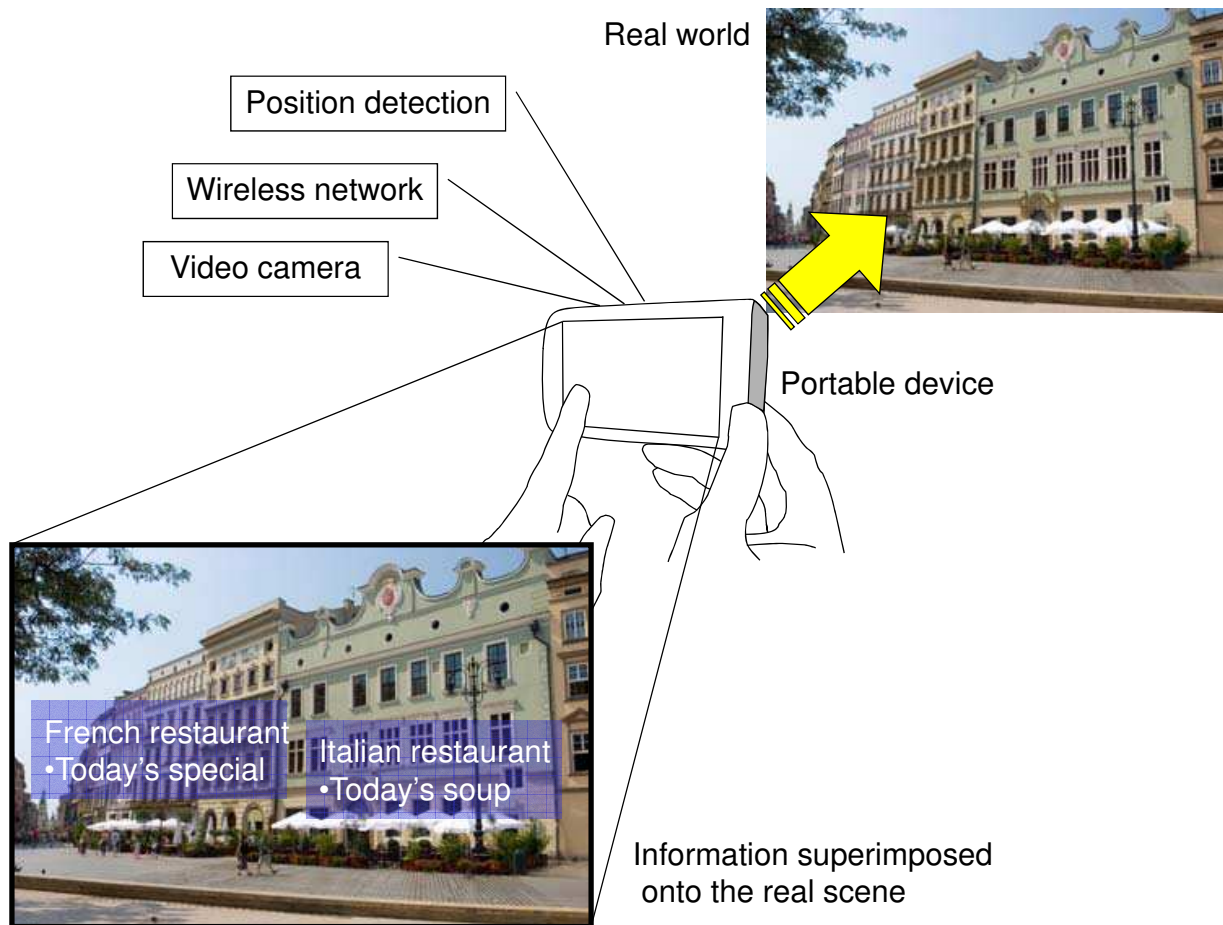 Real world
Position detection
Wireless network
Video camera
Portable device
French restaurant
•Today's special
Italian restaurant
•Today's soup
Information superimposed
onto the real scene